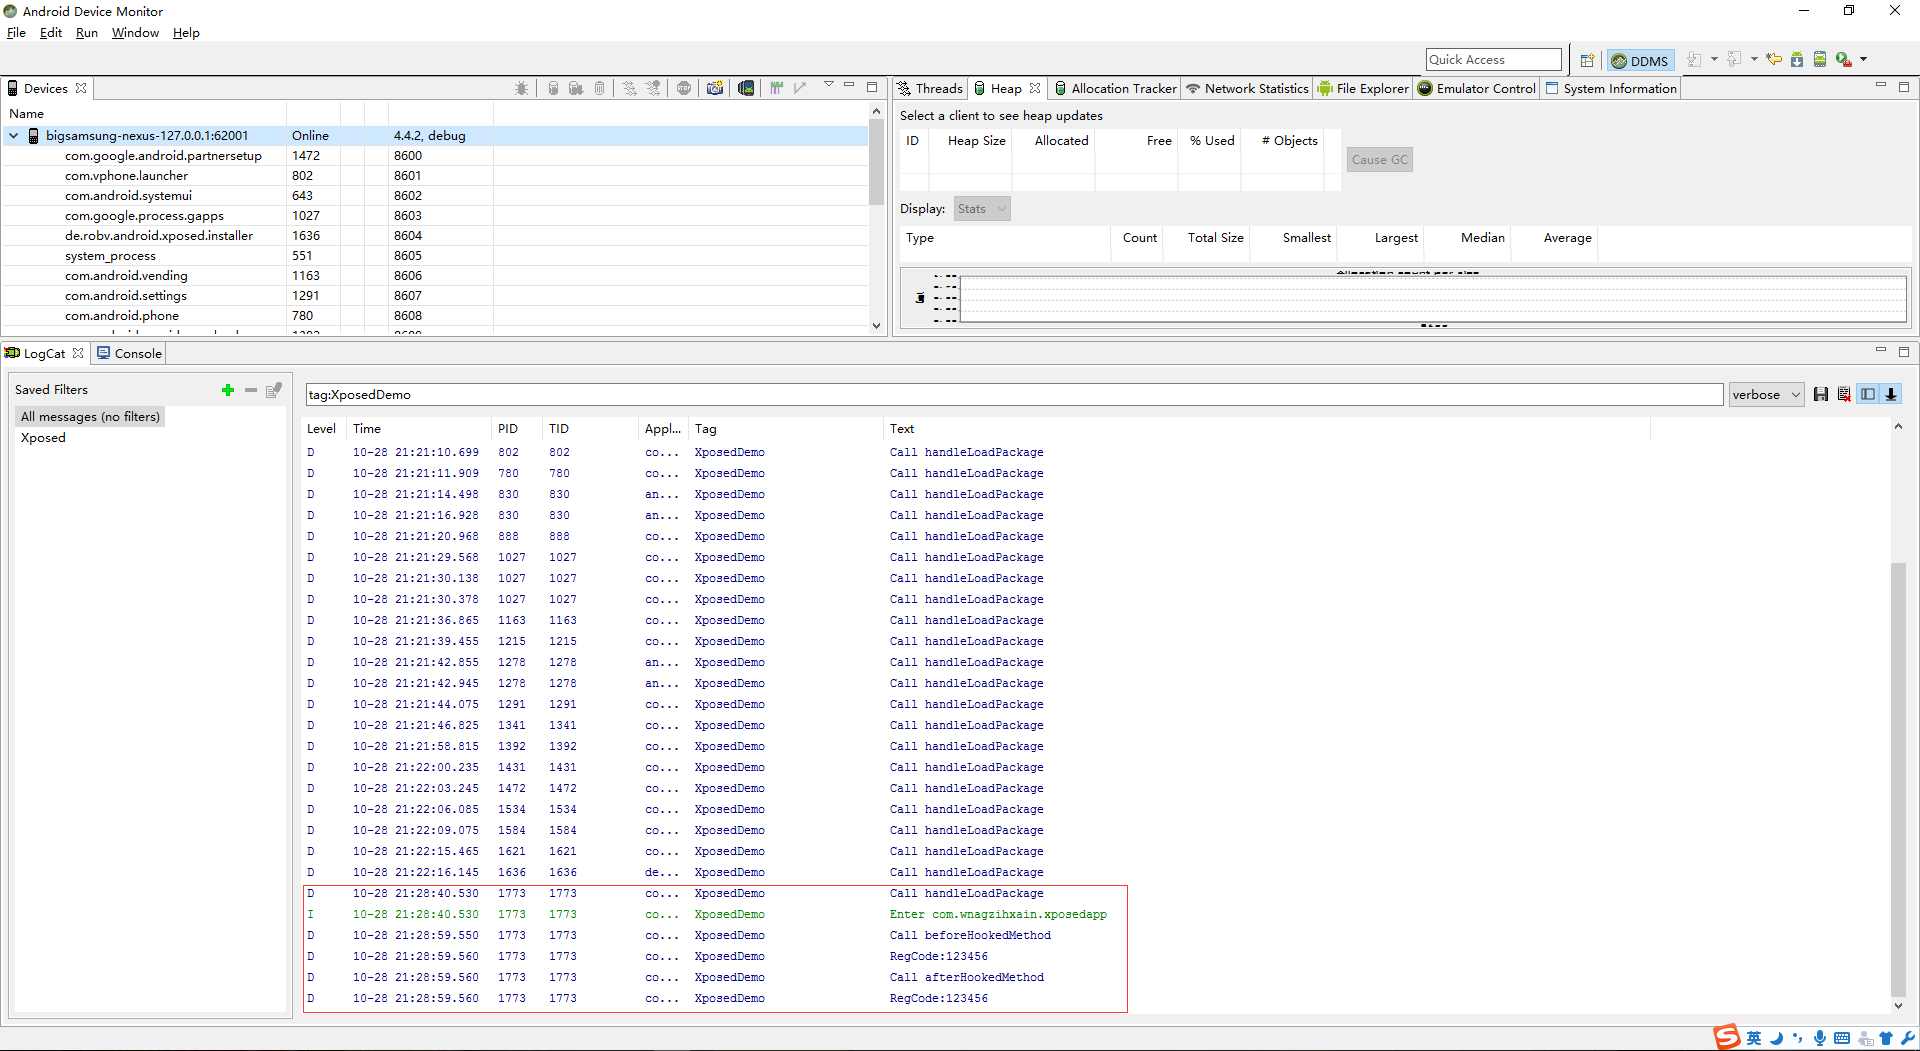 Android Device Monitor
File Edit Run Window Help
Quick Access
DDMS
Devices
Name
bigsamsung-nexus-127.0.0.1:62001 Online 4.4.2, debug
com.google.android.partnersetup 1472 8600
com.vphone.launcher 802 8601
com.android.systemui 643 8602
com.google.process.gapps 1027 8603
de.robv.android.xposed.installer 1636 8604
system_process 551 8605
com.android.vending 1163 8606
com.android.settings 1291 8607
com.android.phone 780 8608
Threads Heap Allocation Tracker Network Statistics File Explorer Emulator Control System Information
Select a client to see heap updates
ID Heap Size Allocated Free % Used # Objects
Cause GC
Display: Stats
Type Count Total Size Smallest Largest Median Average
LogCat Console
Saved Filters
All messages (no filters)
Xposed
tag:XposedDemo
verbose
Level Time PID TID Appl... Tag Text
D 10-28 21:21:10.699 802 802 co... XposedDemo Call handleLoadPackage
D 10-28 21:21:11.909 780 780 co... XposedDemo Call handleLoadPackage
D 10-28 21:21:14.498 830 830 an... XposedDemo Call handleLoadPackage
D 10-28 21:21:16.928 830 830 an... XposedDemo Call handleLoadPackage
D 10-28 21:21:20.968 888 888 co... XposedDemo Call handleLoadPackage
D 10-28 21:21:29.568 1027 1027 co... XposedDemo Call handleLoadPackage
D 10-28 21:21:30.138 1027 1027 co... XposedDemo Call handleLoadPackage
D 10-28 21:21:30.378 1027 1027 co... XposedDemo Call handleLoadPackage
D 10-28 21:21:36.865 1163 1163 co... XposedDemo Call handleLoadPackage
D 10-28 21:21:39.455 1215 1215 co... XposedDemo Call handleLoadPackage
D 10-28 21:21:42.855 1278 1278 an... XposedDemo Call handleLoadPackage
D 10-28 21:21:42.945 1278 1278 an... XposedDemo Call handleLoadPackage
D 10-28 21:21:44.075 1291 1291 co... XposedDemo Call handleLoadPackage
D 10-28 21:21:46.825 1341 1341 co... XposedDemo Call handleLoadPackage
D 10-28 21:21:58.815 1392 1392 co... XposedDemo Call handleLoadPackage
D 10-28 21:22:00.235 1431 1431 co... XposedDemo Call handleLoadPackage
D 10-28 21:22:03.245 1472 1472 co... XposedDemo Call handleLoadPackage
D 10-28 21:22:06.085 1534 1534 co... XposedDemo Call handleLoadPackage
D 10-28 21:22:09.075 1584 1584 co... XposedDemo Call handleLoadPackage
D 10-28 21:22:15.465 1621 1621 co... XposedDemo Call handleLoadPackage
D 10-28 21:22:16.145 1636 1636 de... XposedDemo Call handleLoadPackage
D 10-28 21:28:40.530 1773 1773 co... XposedDemo Call handleLoadPackage
I 10-28 21:28:40.530 1773 1773 co... XposedDemo Enter com.wnagzihxain.xposedapp
D 10-28 21:28:59.550 1773 1773 co... XposedDemo Call beforeHookedMethod
D 10-28 21:28:59.560 1773 1773 co... XposedDemo RegCode:123456
D 10-28 21:28:59.560 1773 1773 co... XposedDemo Call afterHookedMethod
D 10-28 21:28:59.560 1773 1773 co... XposedDemo RegCode:123456
英